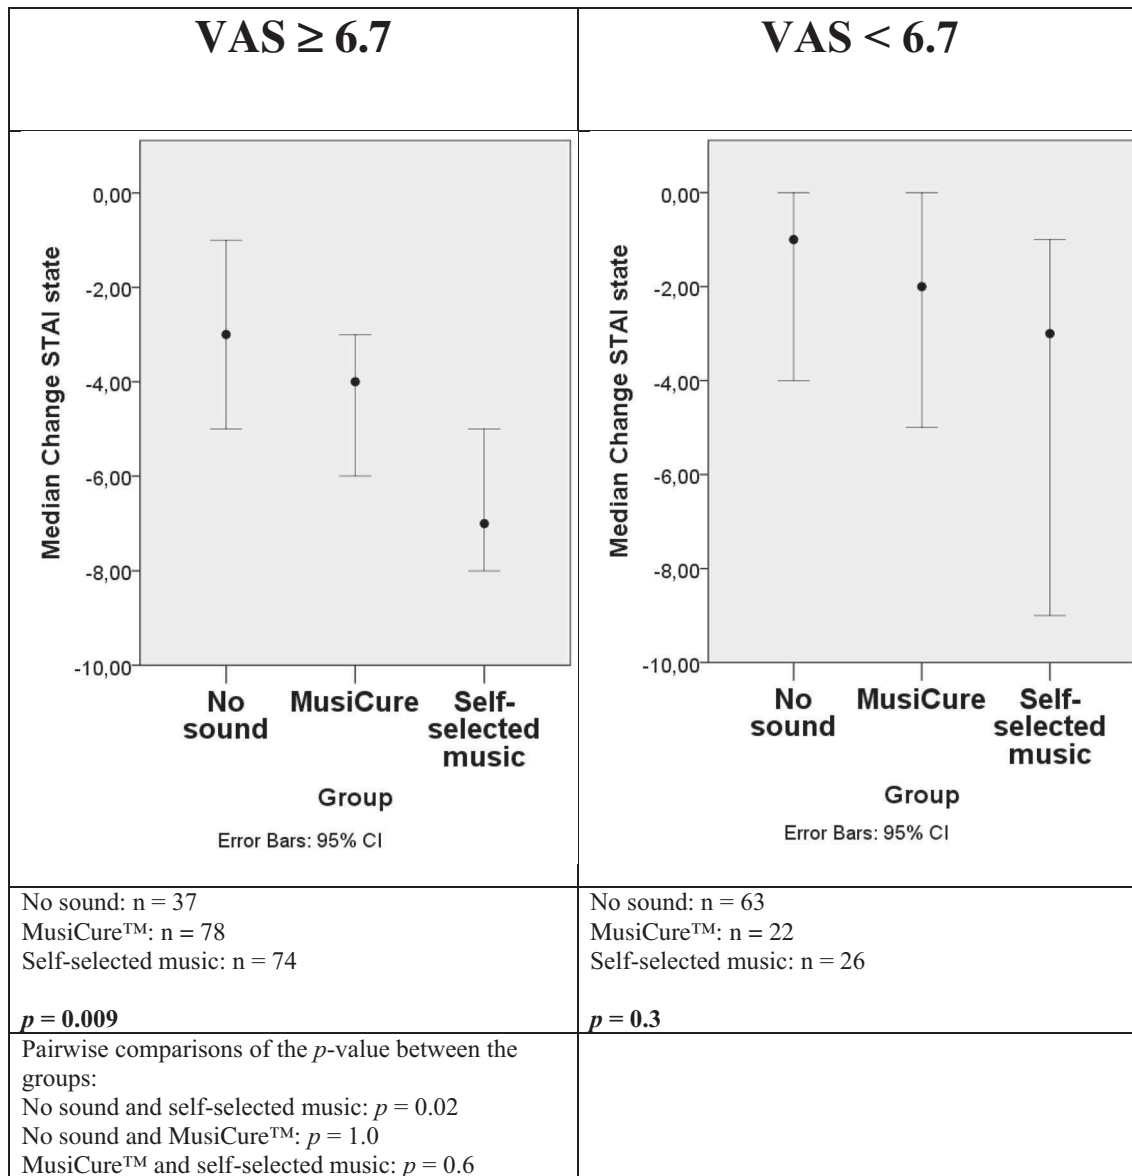 VAS ≥ 6.7
VAS < 6.7
Median Change STAI state
0,00
-2,00
-4,00
-6,00
-8,00
-10,00
No
sound
MusiCure
Self-
selected
music
Group
Error Bars: 95% CI
Median Change STAI state
0,00
-2,00
-4,00
-6,00
-8,00
-10,00
No
sound
MusiCure
Self-
selected
music
Group
Error Bars: 95% CI
No sound: n = 37
MusiCure™: n = 78
Self-selected music: n = 74
p = 0.009
No sound: n = 63
MusiCure™: n = 22
Self-selected music: n = 26
p = 0.3
Pairwise comparisons of the p-value between the
groups:
No sound and self-selected music: p = 0.02
No sound and MusiCure™: p = 1.0
MusiCure™ and self-selected music: p = 0.6